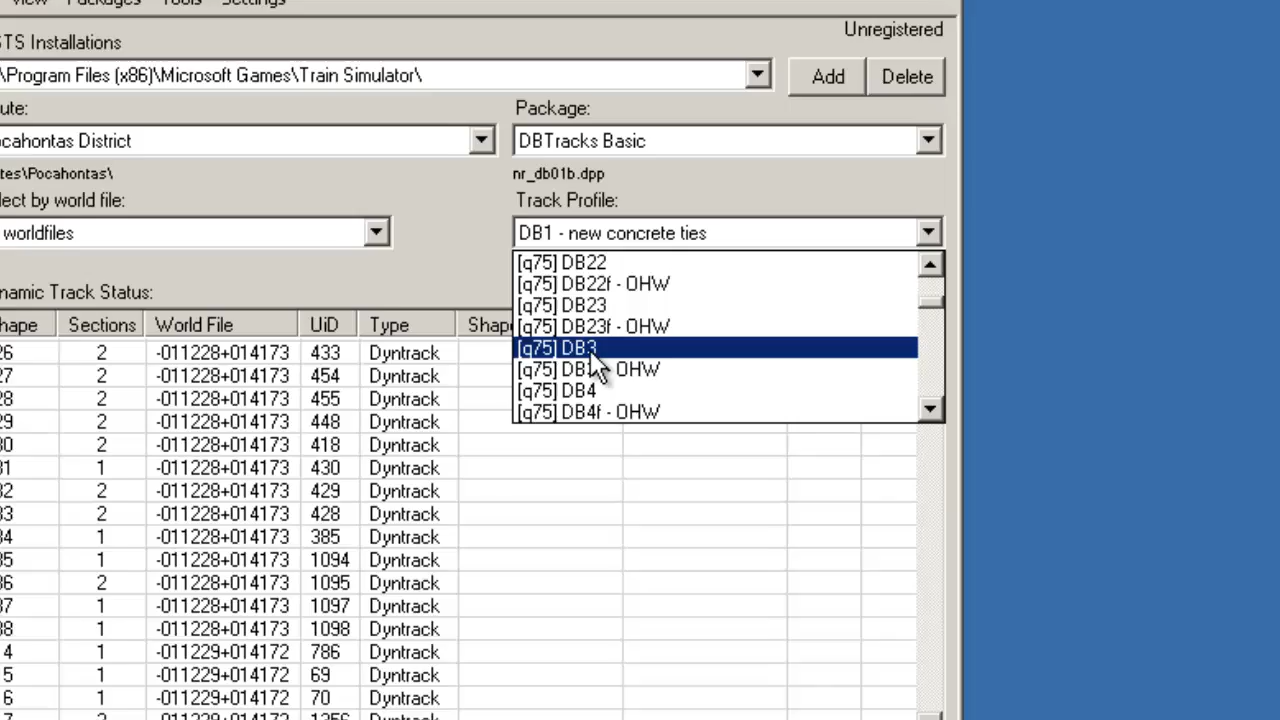 View Packages Tools Settings
Unregistered
STS Installations
\Program Files (x86)\Microsoft Games\Train Simulator\
Add
Delete
ute:
Package:
ocahontas District
DBTracks Basic
tes\Pocahontas\
nr_db01b.dpp
lect by world file:
Track Profile:
worldfiles
DB1 - new concrete ties
[q75] DB22
[q75] DB22f - OHW
[q75] DB23
[q75] DB23f - OHW
[q75] DB3
[q75] OHW
[q75] DB4
[q75] DB4f - OHW
namic Track Status:
hape Sections World File UiD Type Shap
26 2 -011228+014173 433 Dyntrack
27 2 -011228+014173 454 Dyntrack
28 2 -011228+014173 455 Dyntrack
29 2 -011228+014173 448 Dyntrack
30 2 -011228+014173 418 Dyntrack
31 1 -011228+014173 430 Dyntrack
32 2 -011228+014173 429 Dyntrack
33 2 -011228+014173 428 Dyntrack
34 1 -011228+014173 385 Dyntrack
35 1 -011228+014173 1094 Dyntrack
36 2 -011228+014173 1095 Dyntrack
37 1 -011228+014173 1097 Dyntrack
38 1 -011228+014173 1098 Dyntrack
4 1 -011229+014172 786 Dyntrack
5 1 -011229+014172 69 Dyntrack
6 1 -011229+014172 70 Dyntrack
7 2 -011229+014172 1256 Dyntrack